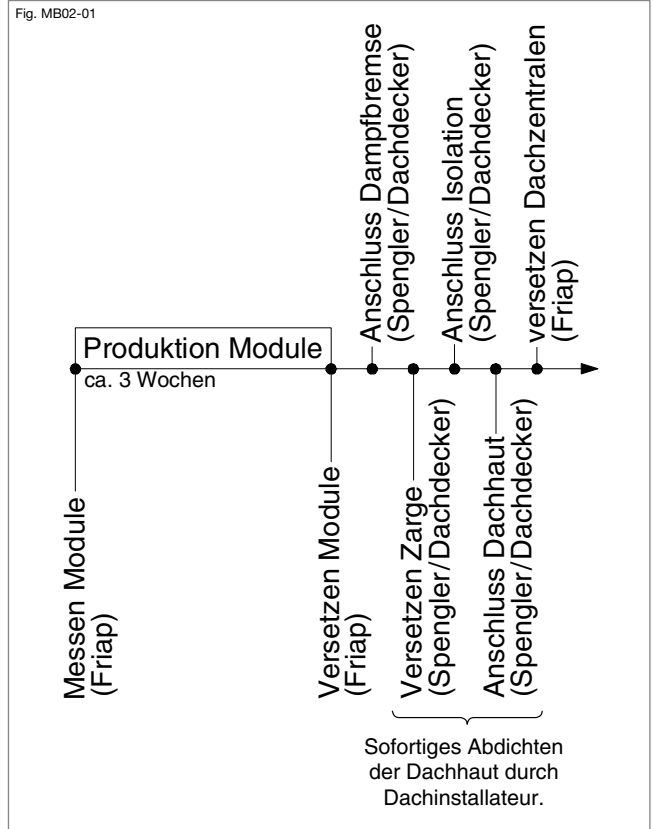 Fig. MB02-01
Anschluss Dampfbremse
(Spengler/Dachdecker)
Anschluss Isolation
(Spengler/Dachdecker)
versetzen Dachzentralen
(Friap)
Produktion Module
ca. 3 Wochen
Messen Module
(Friap)
Versetzen Module
(Friap)
Versetzen Zarge
(Spengler/Dachdecker)
Anschluss Dachhaut
(Spengler/Dachdecker)
Sofortiges Abdichten
der Dachhaut durch
Dachinstallateur.